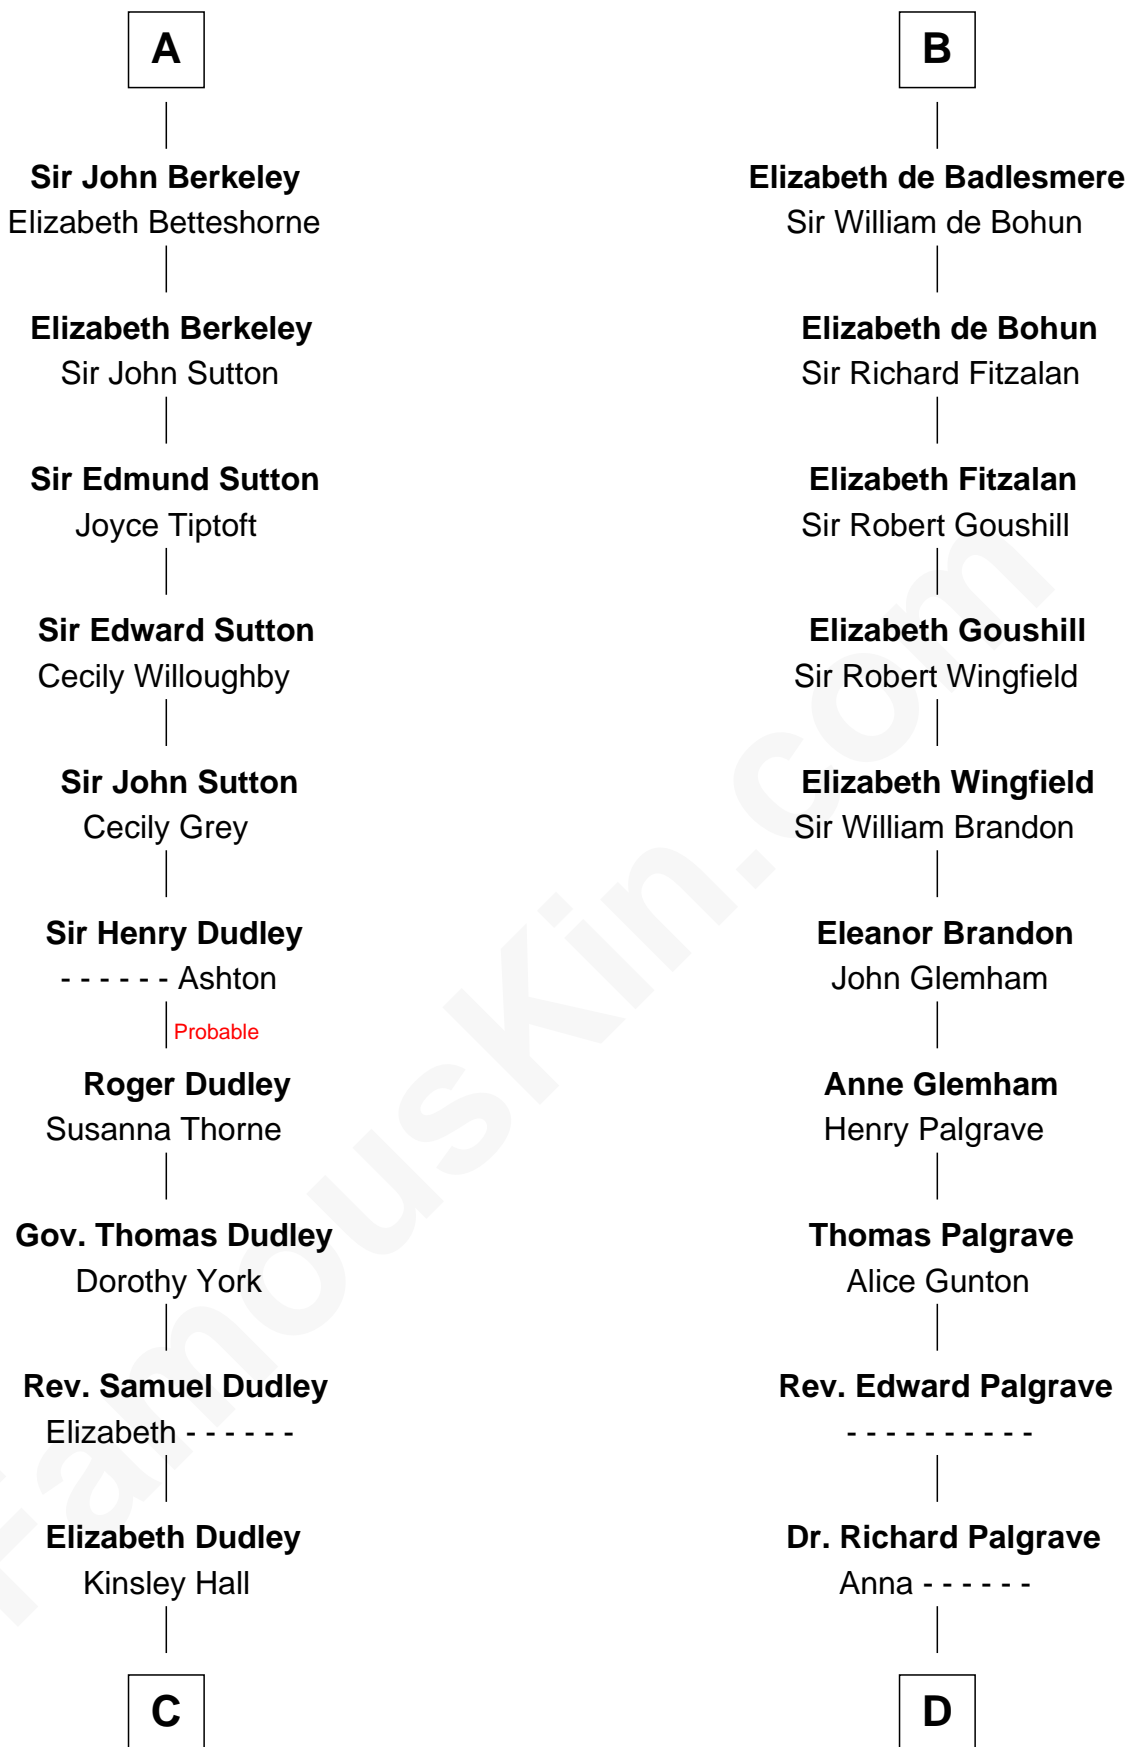 A
Sir John Berkeley
Elizabeth Betteshorne
Elizabeth Berkeley
Sir John Sutton
Sir Edmund Sutton
Joyce Tiptoft
Sir Edward Sutton
Cecily Willoughby
Sir John Sutton
Cecily Grey
Sir Henry Dudley
- - - - - - Ashton
Probable
Roger Dudley
Susanna Thorne
Gov. Thomas Dudley
Dorothy York
Rev. Samuel Dudley
Elizabeth - - - - - -
Elizabeth Dudley
Kinsley Hall
C
B
Elizabeth de Badlesmere
Sir William de Bohun
Elizabeth de Bohun
Sir Richard Fitzalan
Elizabeth Fitzalan
Sir Robert Goushill
Elizabeth Goushill
Sir Robert Wingfield
Elizabeth Wingfield
Sir William Brandon
Eleanor Brandon
John Glemham
Anne Glemham
Henry Palgrave
Thomas Palgrave
Alice Gunton
Rev. Edward Palgrave
- - - - - - - - - -
Dr. Richard Palgrave
Anna - - - - - -
D
FamousKin.com